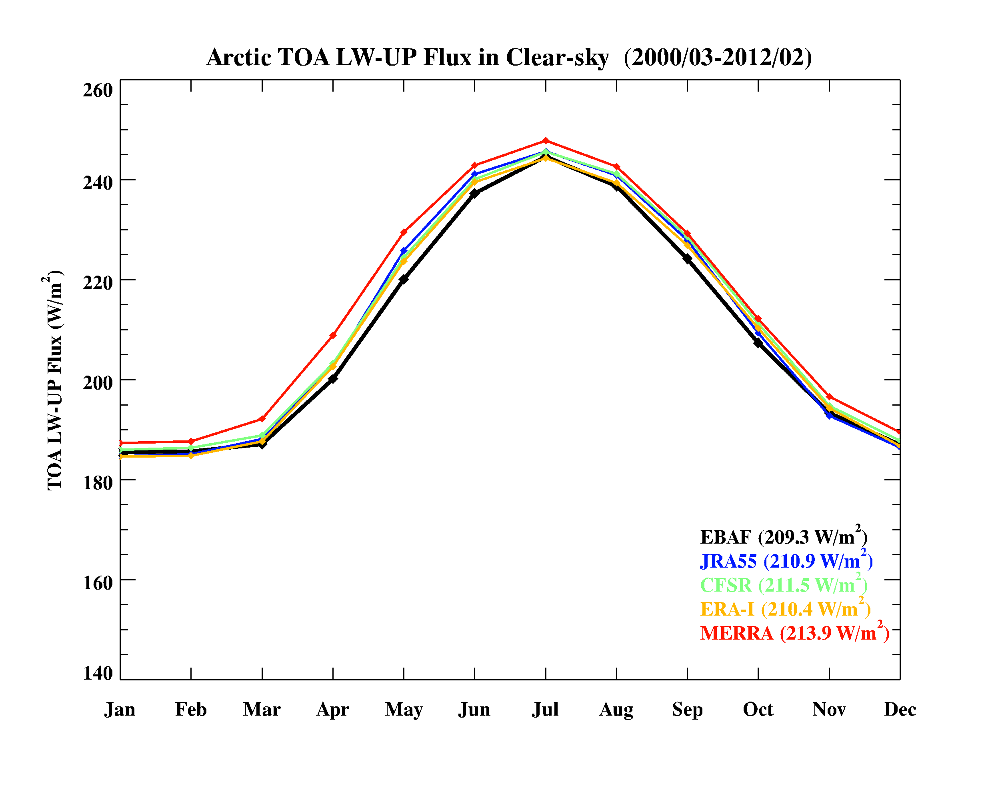 Arctic TOA LW-UP Flux in Clear-sky (2000/03-2012/02)
260
240
220
200
180
160
140
TOA LW-UP Flux (W/m²)
EBAF (209.3 W/m²)
JRA55 (210.9 W/m²)
CFSR (211.5 W/m²)
ERA-I (210.4 W/m²)
MERRA (213.9 W/m²)
Jan Feb Mar Apr May Jun Jul Aug Sep Oct Nov Dec